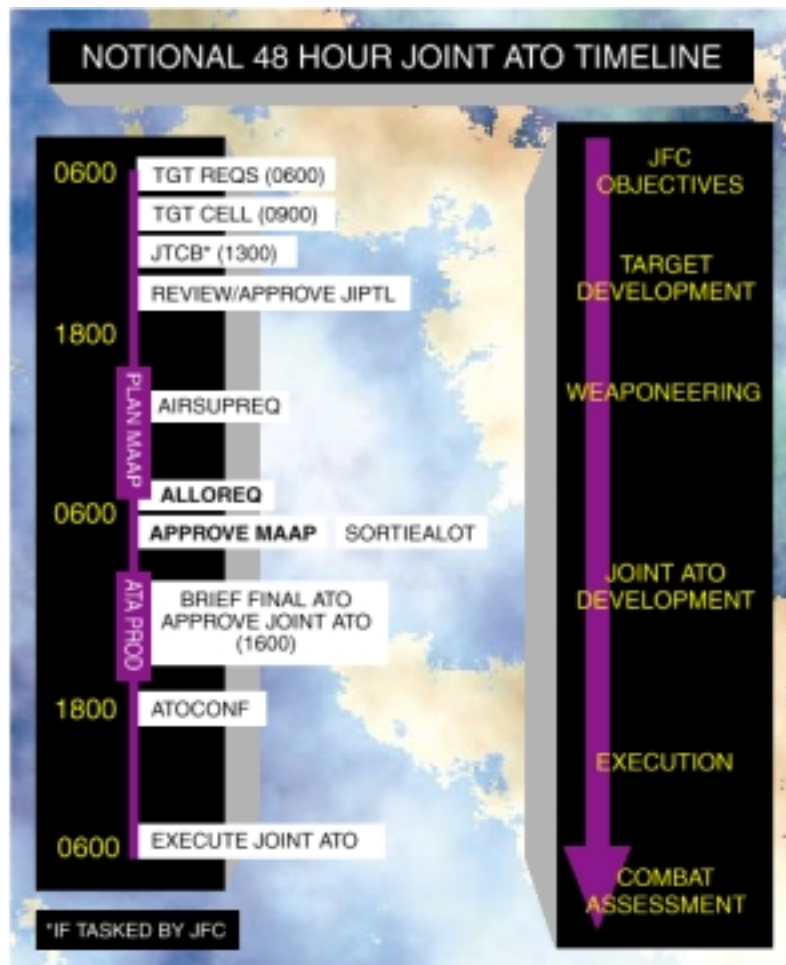 NOTIONAL 48 HOUR JOINT ATO TIMELINE
0600
TGT REQS (0600)
TGT CELL (0900)
JTCB* (1300)
REVIEW/APPROVE JIPTL
1800
PLAN MAAP
AIRSUPREQ
ALLOREQ
0600
APPROVE MAAP
SORTIEALOT
ATA PROD
BRIEF FINAL ATO
APPROVE JOINT ATO
(1600)
1800
ATOCONF
0600
EXECUTE JOINT ATO
*IF TASKED BY JFC
JFC
OBJECTIVES
TARGET
DEVELOPMENT
WEAPONEERING
JOINT ATO
DEVELOPMENT
EXECUTION
COMBAT
ASSESSMENT